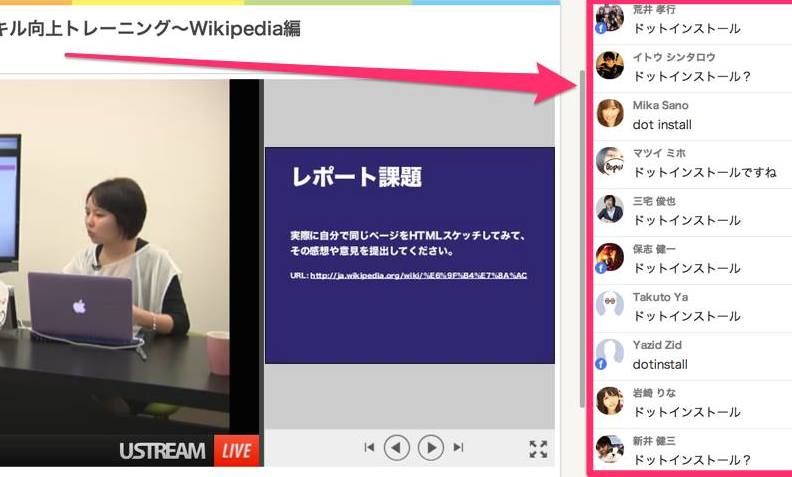 キル向上トレーニング〜Wikipedia編
レポート課題
実際に自分で同じページをHTMLスケッチしてみて、
その感想や意見を提出してください。
URL: http://ja.wikipedia.org/wiki/%E6%9F%B4%E7%8A%AC
USTREAM LIVE
荒井 孝行
ドットインストール
イトウ シンタロウ
ドットインストール？
Mika Sano
dot install
マツイ ミホ
ドットインストールですね
三宅 俊也
ドットインストール
保志 健一
ドットインストール
Takuto Ya
ドットインストール
Yazid Zid
dotinstall
岩崎 りな
ドットインストール
新井 健三
ドットインストール？